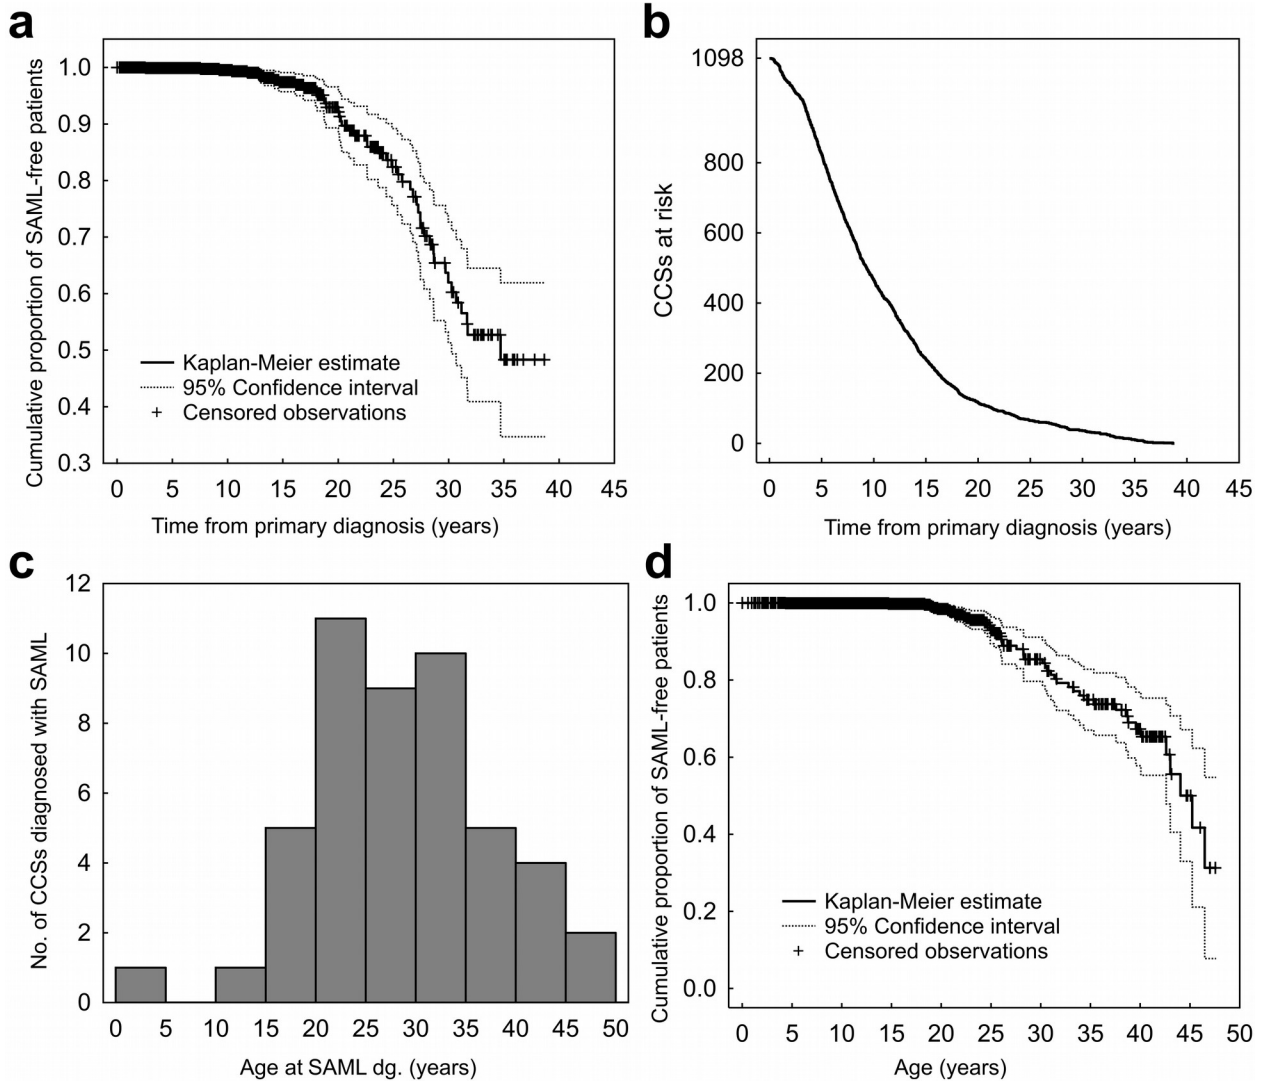 a
Cumulative proportion of SAML-free patients
1.0
0.9
0.8
0.7
0.6
0.5
0.4
0.3
Kaplan-Meier estimate
95% Confidence interval
Censored observations
0 5 10 15 20 25 30 35 40 45
Time from primary diagnosis (years)
b
CCSs at risk
1098
800
600
400
200
0
0 5 10 15 20 25 30 35 40 45
Time from primary diagnosis (years)
c
No. of CCSs diagnosed with SAML
12
10
8
6
4
2
0
0 5 10 15 20 25 30 35 40 45 50
Age at SAML dg. (years)
d
Cumulative proportion of SAML-free patients
1.0
0.8
0.6
0.4
0.2
0.0
Kaplan-Meier estimate
95% Confidence interval
Censored observations
0 5 10 15 20 25 30 35 40 45 50
Age (years)